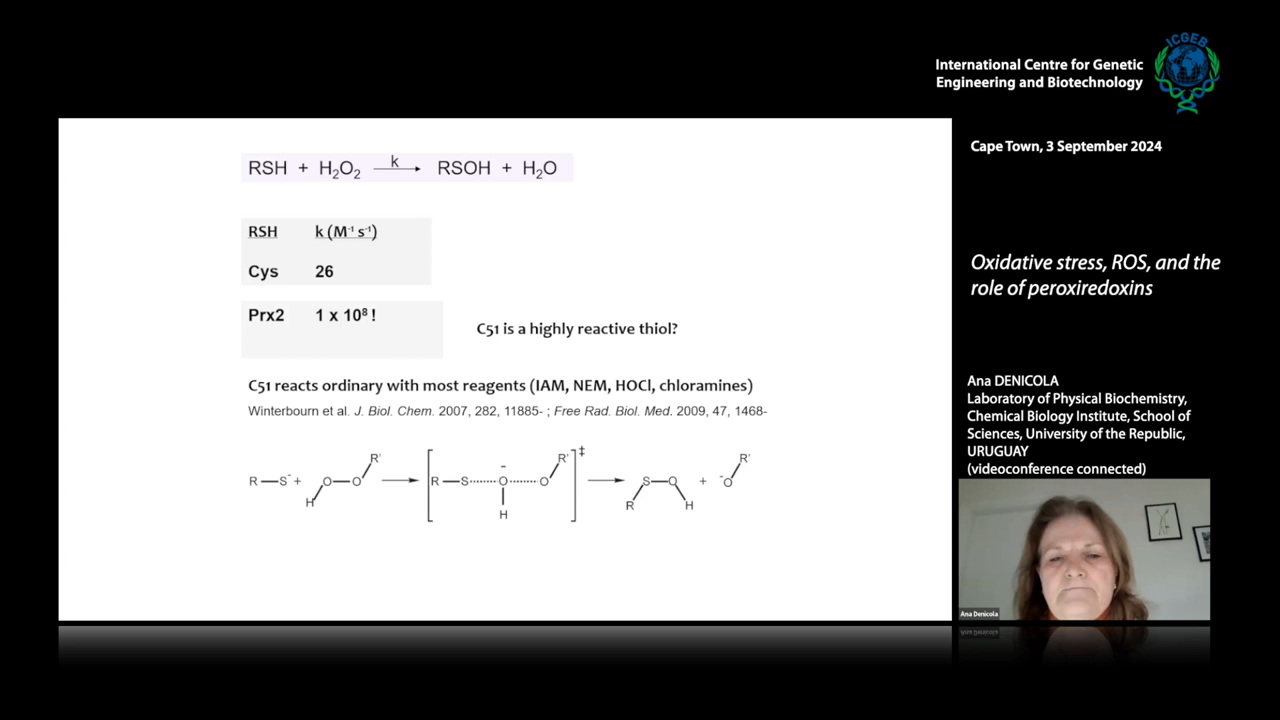 ICGEB
International Centre for Genetic
Engineering and Biotechnology
Cape Town, 3 September 2024
RSH + H₂O₂ k → RSOH + H₂O
RSH k (M⁻¹ s⁻¹)
Cys 26
Prx2 1 x 10⁸ !
C51 is a highly reactive thiol?
C51 reacts ordinary with most reagents (IAM, NEM, HOCl, chloramines)
Winterbourn et al. J. Biol. Chem. 2007, 282, 11885- ; Free Rad. Biol. Med. 2009, 47, 1468-
R—S⁻ + H O—O R' → [R—S O⁻ H O R']‡ → R S—O H + ⁻O R'
Oxidative stress, ROS, and the
role of peroxiredoxins
Ana DENICOLA
Laboratory of Physical Biochemistry,
Chemical Biology Institute, School of
Sciences, University of the Republic,
URUGUAY
(videoconference connected)
Ana Denicola